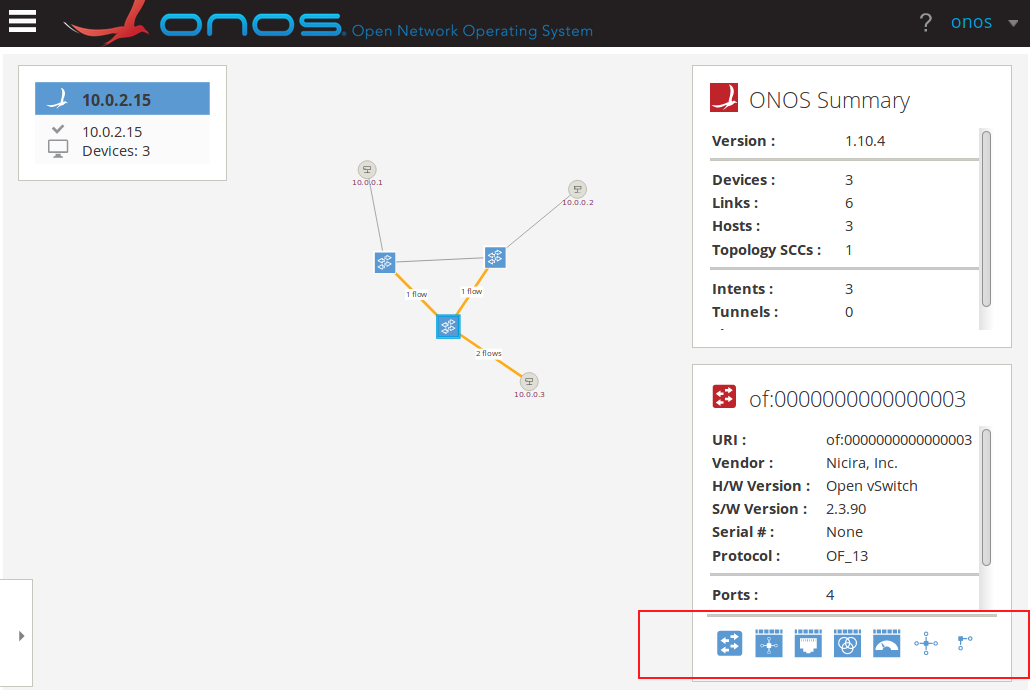 onos. Open Network Operating System
? onos
10.0.2.15
10.0.2.15
Devices: 3
10.0.0.1
10.0.0.2
1 flow
1 flow
2 flows
10.0.0.3
ONOS Summary
Version : 1.10.4
Devices : 3
Links : 6
Hosts : 3
Topology SCCs : 1
Intents : 3
Tunnels : 0
of:0000000000000003
URI : of:0000000000000003
Vendor : Nicira, Inc.
H/W Version : Open vSwitch
S/W Version : 2.3.90
Serial # : None
Protocol : OF_13
Ports : 4